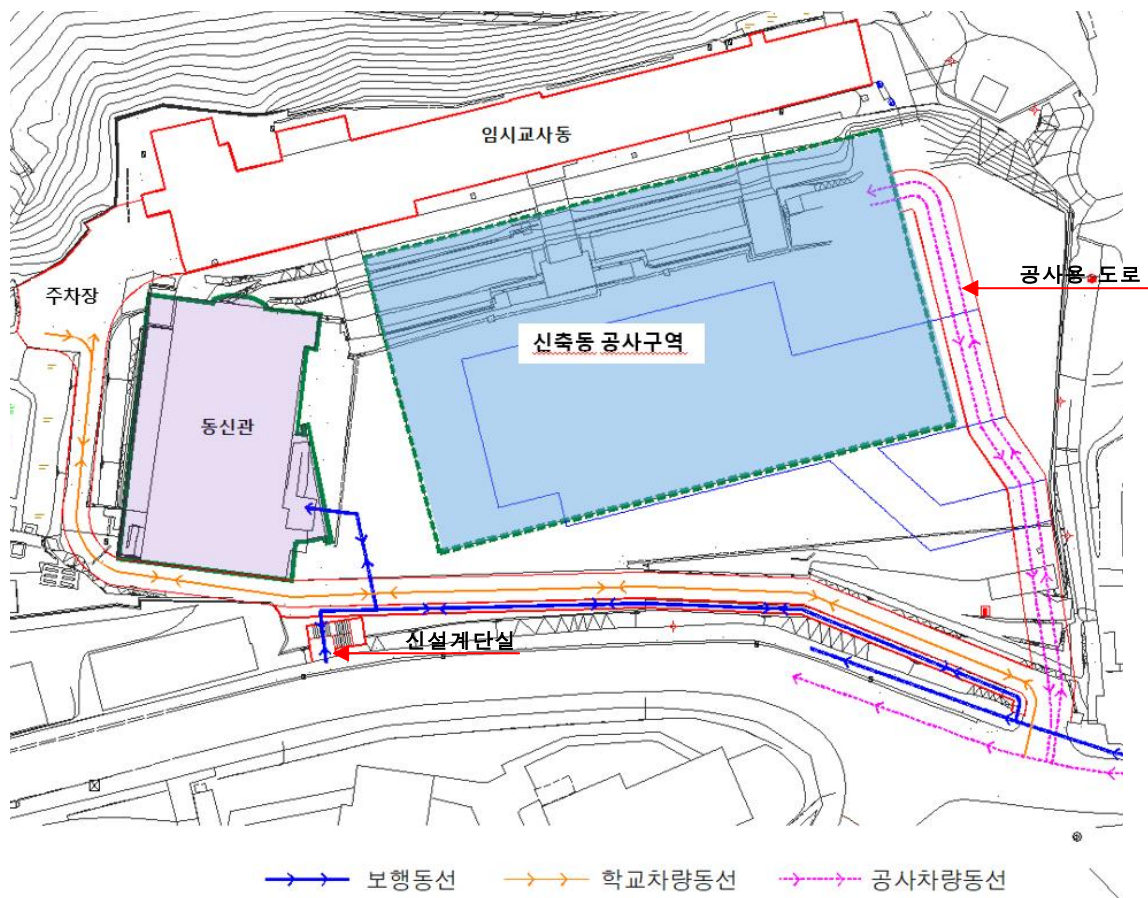 임시교사동
주차장
공사용 도로
신축동 공사구역
동신관
신설계단실
보행동선
학교차량동선
공사차량동선